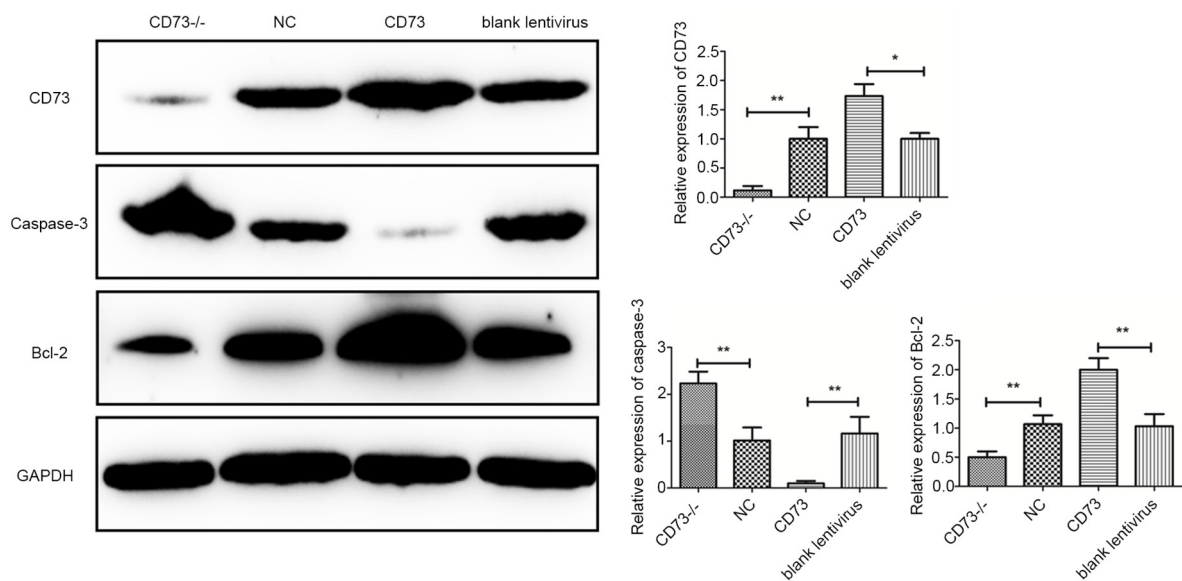 CD73-/- NC CD73 blank lentivirus
CD73
Caspase-3
Bcl-2
GAPDH
Relative expression of CD73
2.5
2.0
1.5
1.0
0.5
0.0
**
*
CD73-/-
NC
CD73
blank lentivirus
Relative expression of caspase-3
3
2
1
0
**
**
CD73-/-
NC
CD73
blank lentivirus
Relative expression of Bcl-2
2.5
2.0
1.5
1.0
0.5
0.0
**
**
CD73-/-
NC
CD73
blank lentivirus